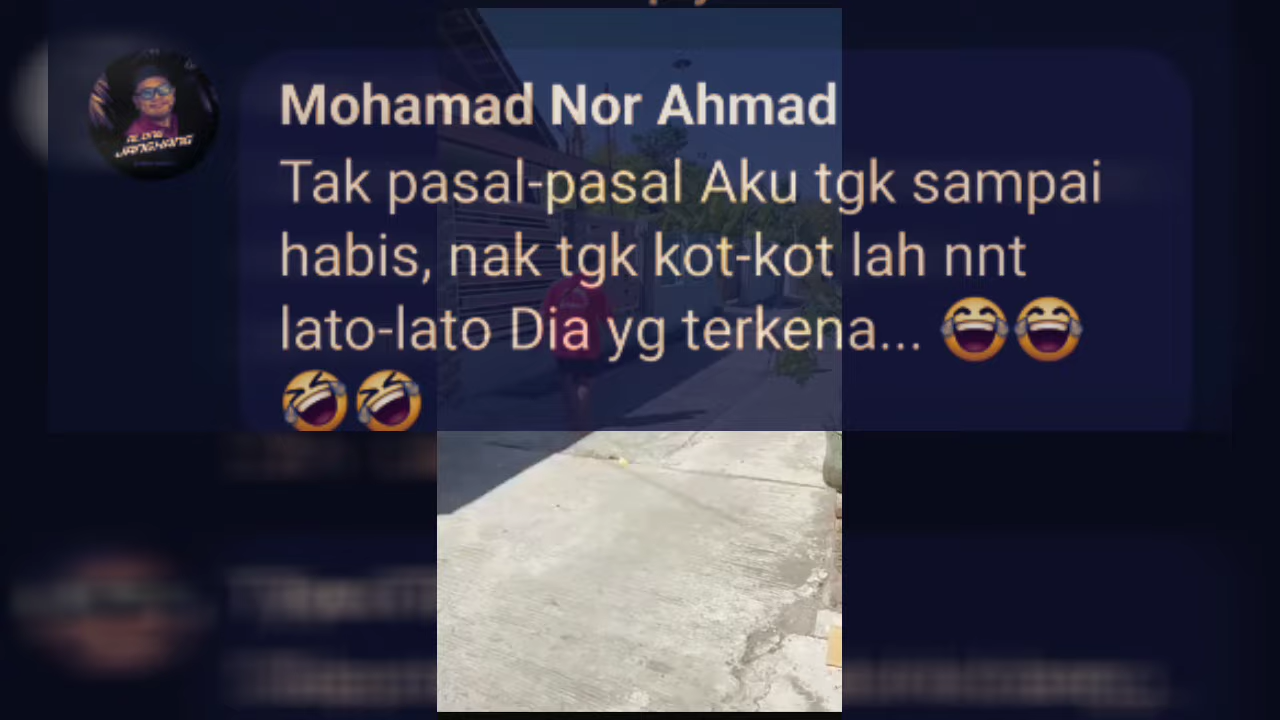 Mohamad Nor Ahmad
Tak pasal-pasal Aku tgk sampai
habis, nak tgk kot-kot lah nnt
lato-lato Dia yg terkena... 😂😂
🤣🤣